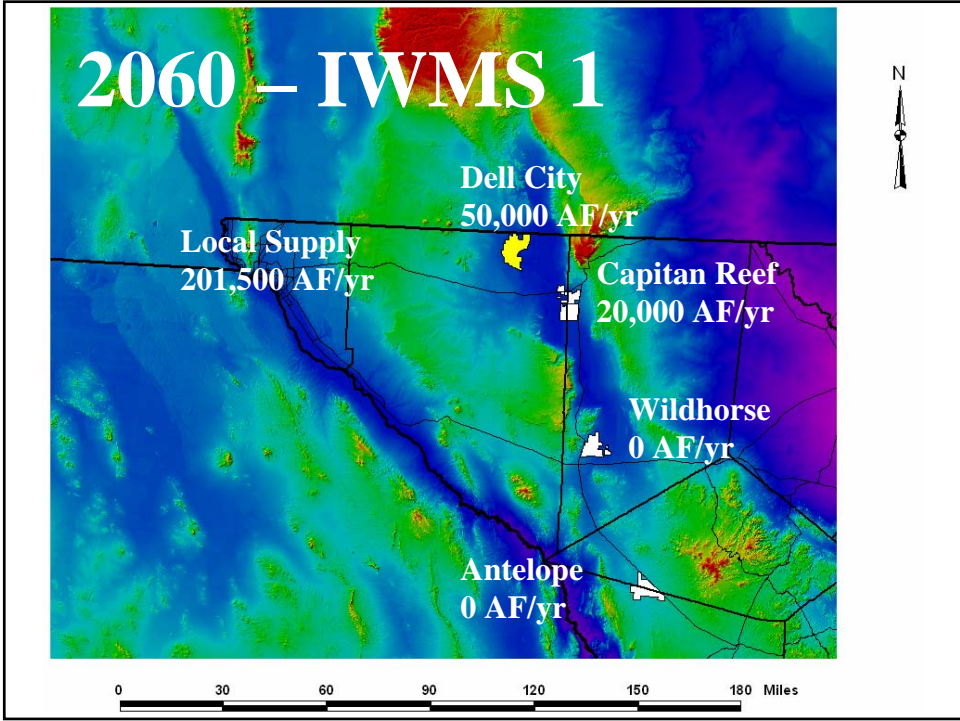 2060 – IWMS 1
N
Dell City
50,000 AF/yr
Local Supply
201,500 AF/yr
Capitan Reef
20,000 AF/yr
Wildhorse
0 AF/yr
Antelope
0 AF/yr
0 30 60 90 120 150 180 Miles